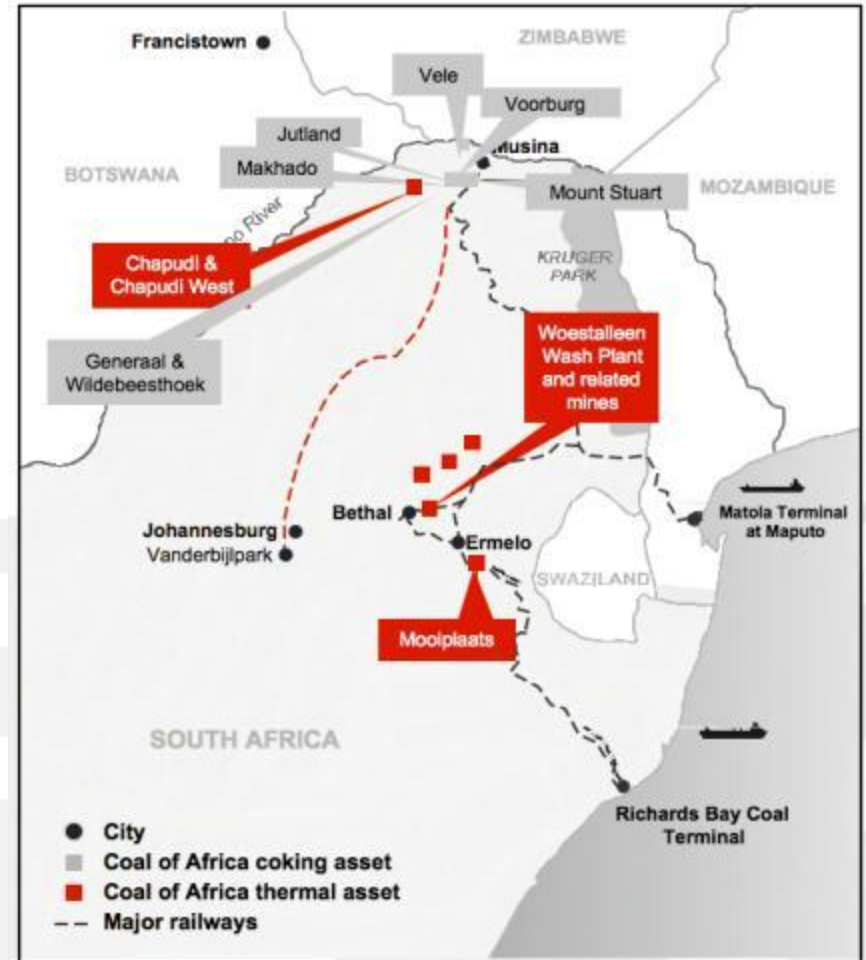 Francistown
ZIMBABWE
Vele
Voorburg
Jutland
Musina
Makhado
BOTSWANA
Mount Stuart
MOZAMBIQUE
River
KRUGER
PARK
Chapudi &
Chapudi West
Woestalleen
Wash Plant
and related
mines
Generaal &
Wildebeesthoek
Bethal
Matola Terminal
at Maputo
Johannesburg
Vanderbijlpark
Ermelo
SWAZILAND
Mooiplaats
SOUTH AFRICA
Richards Bay Coal
Terminal
City
Coal of Africa coking asset
Coal of Africa thermal asset
Major railways